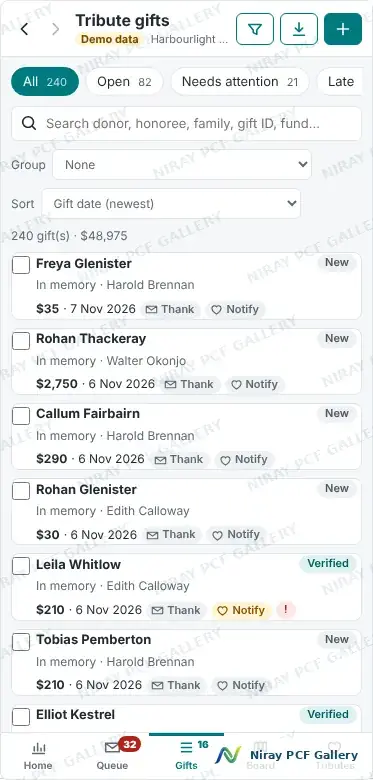 Tribute gifts
Demo data Harbourlight ...
All 240 Open 82 Needs attention 21 Late
Search donor, honoree, family, gift ID, fund...
Group None
Sort Gift date (newest)
240 gift(s) · $48,975
Freya Glenister New
In memory · Harold Brennan
$35 · 7 Nov 2026 Thank Notify
Rohan Thackeray New
In memory · Walter Okonjo
$2,750 · 6 Nov 2026 Thank Notify
Callum Fairbairn New
In memory · Harold Brennan
$290 · 6 Nov 2026 Thank Notify
Rohan Glenister New
In memory · Edith Calloway
$30 · 6 Nov 2026 Thank Notify
Leila Whitlow Verified
In memory · Edith Calloway
$210 · 6 Nov 2026 Thank Notify !
Tobias Pemberton New
In memory · Harold Brennan
$210 · 6 Nov 2026 Thank Notify
Elliot Kestrel Verified
32 16
Home Queue Gifts Board Tributes
Niray PCF Gallery
NIRAY PCF GALLERY